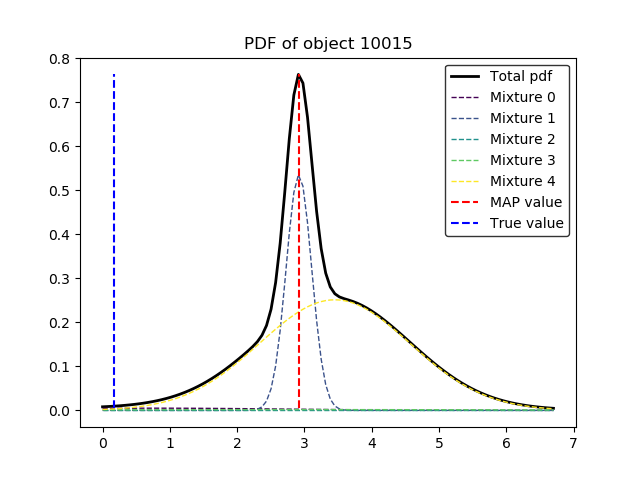 PDF of object 10015
0.8
0.7
0.6
0.5
0.4
0.3
0.2
0.1
0.0
0
1
2
3
4
5
6
7
Total pdf
Mixture 0
Mixture 1
Mixture 2
Mixture 3
Mixture 4
MAP value
True value